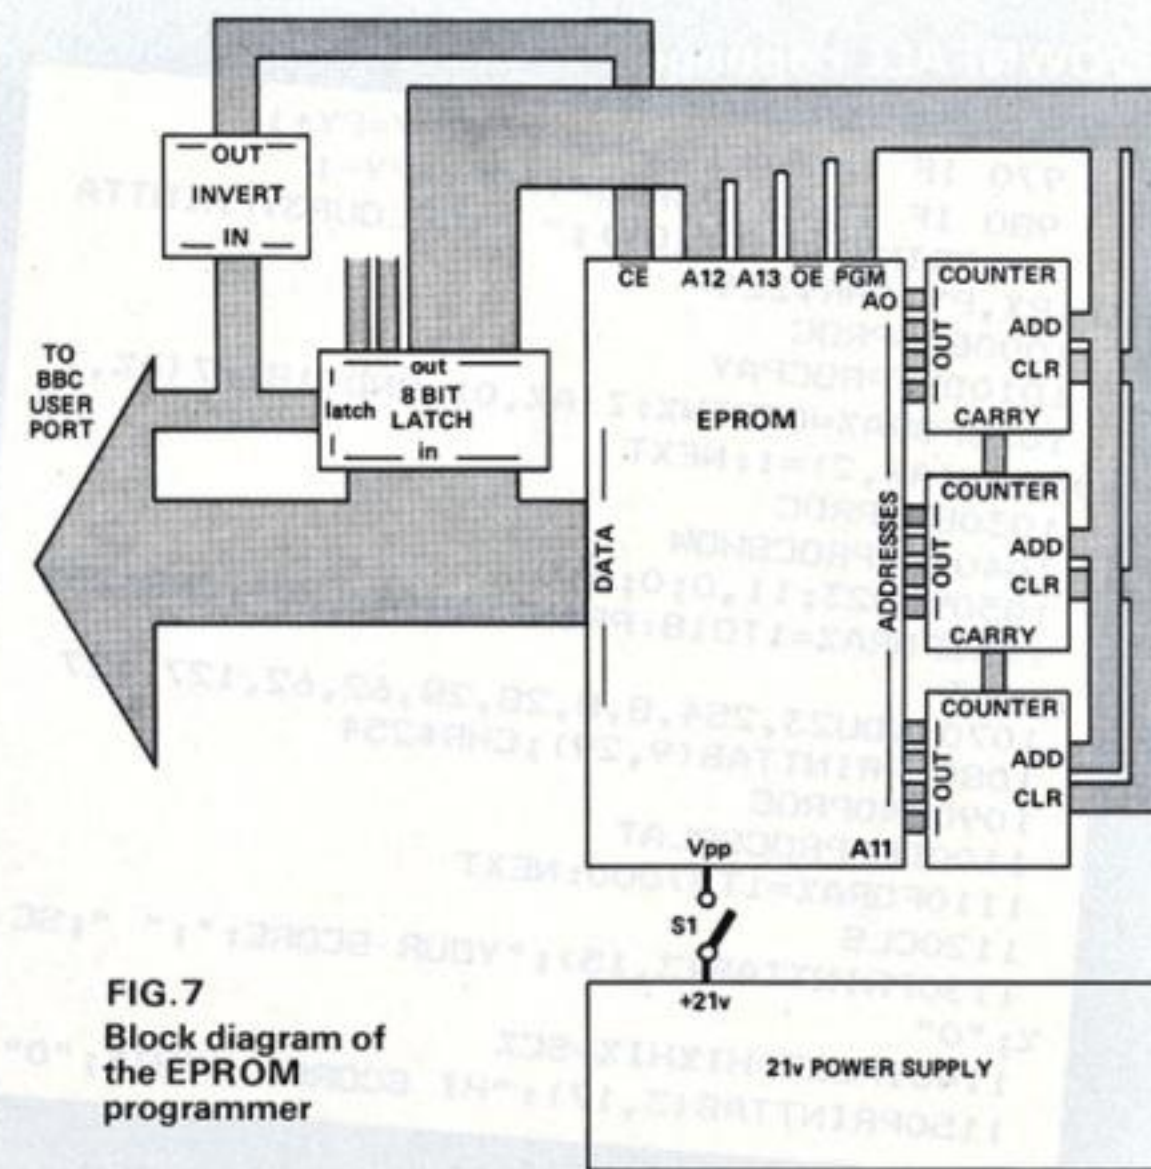 OUT
INVERT
IN
TO
BBC
USER
PORT
out
latch
8 BIT
LATCH
in
CE
A12
A13
OE
PGM
AO
EPROM
DATA
ADDRESSES
Vpp
A11
COUNTER
OUT
ADD
CLR
CARRY
COUNTER
OUT
ADD
CLR
CARRY
COUNTER
OUT
ADD
CLR
S1
+21v
21v POWER SUPPLY
FIG.7
Block diagram of
the EPROM
programmer